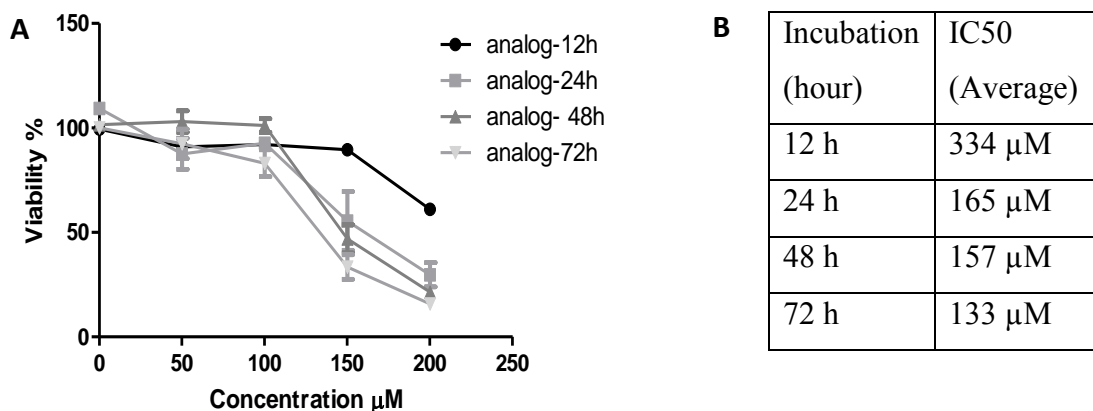 A
150
100
50
0
Viability %
0 50 100 150 200 250
Concentration μM
analog-12h
analog-24h
analog- 48h
analog-72h
B
Incubation (hour) IC50 (Average)
12 h 334 μM
24 h 165 μM
48 h 157 μM
72 h 133 μM